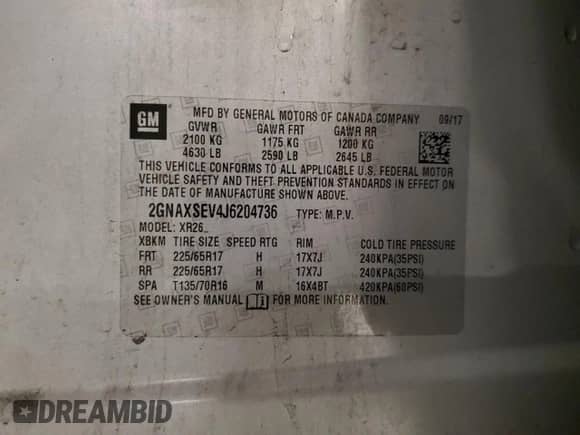 GM
MFD BY GENERAL MOTORS OF CANADA COMPANY 09/17
GVWR GAWR FRT GAWR RR
2100 KG 1175 KG 1200 KG
4630 LB 2590 LB 2645 LB
THIS VEHICLE CONFORMS TO ALL APPLICABLE U.S. FEDERAL MOTOR
VEHICLE SAFETY AND THEFT PREVENTION STANDARDS IN EFFECT ON
THE DATE OF MANUFACTURE SHOWN ABOVE.
2GNAXSEV4J6204736 TYPE: M.P.V.
MODEL: XR26
XBKM TIRE SIZE SPEED RTG RIM COLD TIRE PRESSURE
FRT 225/65R17 H 17X7J 240KPA(35PSI)
RR 225/65R17 H 17X7J 240KPA(35PSI)
SPA T135/70R16 M 16X4BT 420KPA(60PSI)
SEE OWNER'S MANUAL FOR MORE INFORMATION.
DREAMBID